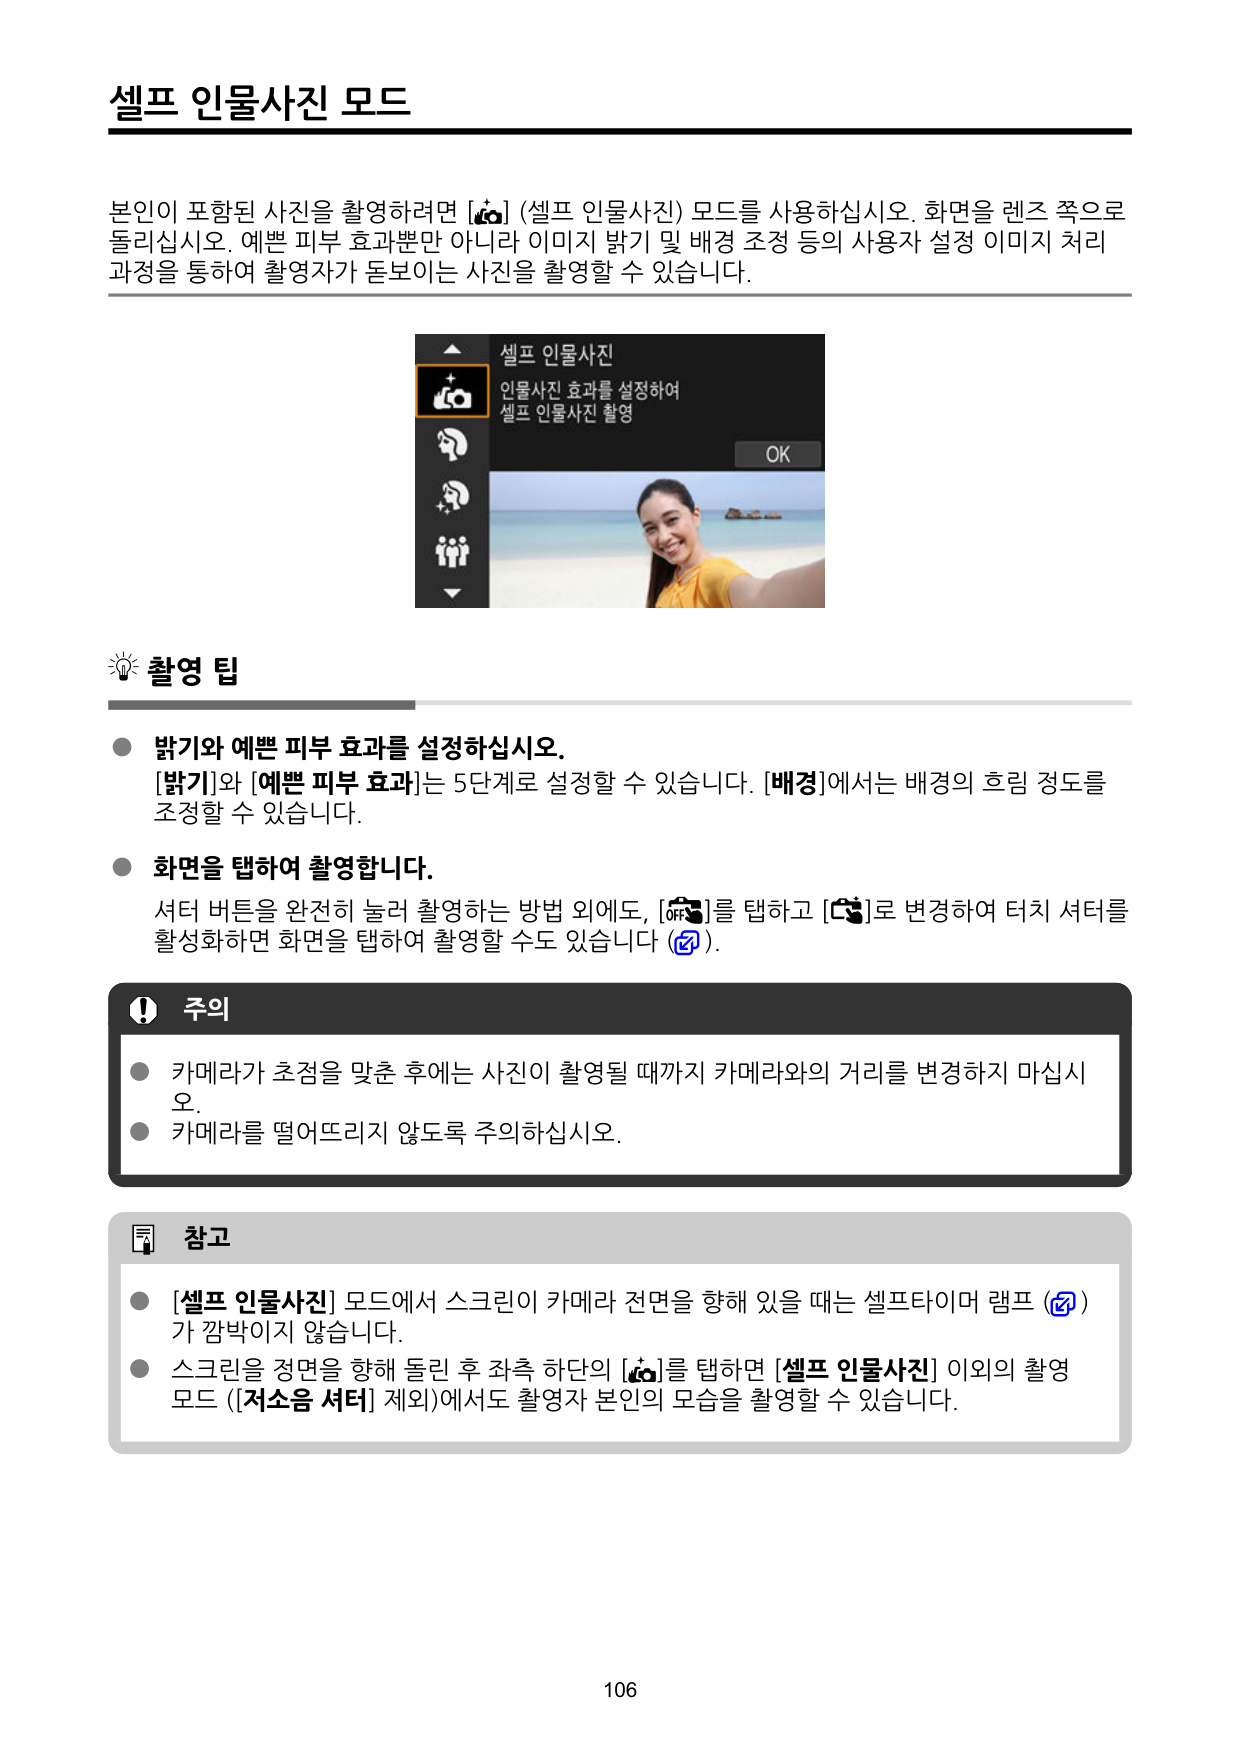 셀프 인물사진 모드
본인이 포함된 사진을 촬영하려면 [] (셀프 인물사진) 모드를 사용하십시오. 화면을 렌즈 쪽으로
돌리십시오. 예쁜 피부 효과뿐만 아니라 이미지 밝기 및 배경 조정 등의 사용자 설정 이미지 처리
과정을 통하여 촬영자가 돋보이는 사진을 촬영할 수 있습니다.
셀프 인물사진
인물사진 효과를 설정하여
셀프 인물사진 촬영
OK
촬영 팁
● 밝기와 예쁜 피부 효과를 설정하십시오.
[밝기]와 [예쁜 피부 효과]는 5단계로 설정할 수 있습니다. [배경]에서는 배경의 흐림 정도를
조정할 수 있습니다.
● 화면을 탭하여 촬영합니다.
셔터 버튼을 완전히 눌러 촬영하는 방법 외에도, [OFF]를 탭하고 []로 변경하여 터치 셔터를
활성화하면 화면을 탭하여 촬영할 수도 있습니다 ().
주의
● 카메라가 초점을 맞춘 후에는 사진이 촬영될 때까지 카메라와의 거리를 변경하지 마십시
오.
● 카메라를 떨어뜨리지 않도록 주의하십시오.
참고
● [셀프 인물사진] 모드에서 스크린이 카메라 전면을 향해 있을 때는 셀프타이머 램프 ()
가 깜박이지 않습니다.
● 스크린을 정면을 향해 돌린 후 좌측 하단의 []를 탭하면 [셀프 인물사진] 이외의 촬영
모드 ([저소음 셔터] 제외)에서도 촬영자 본인의 모습을 촬영할 수 있습니다.
106